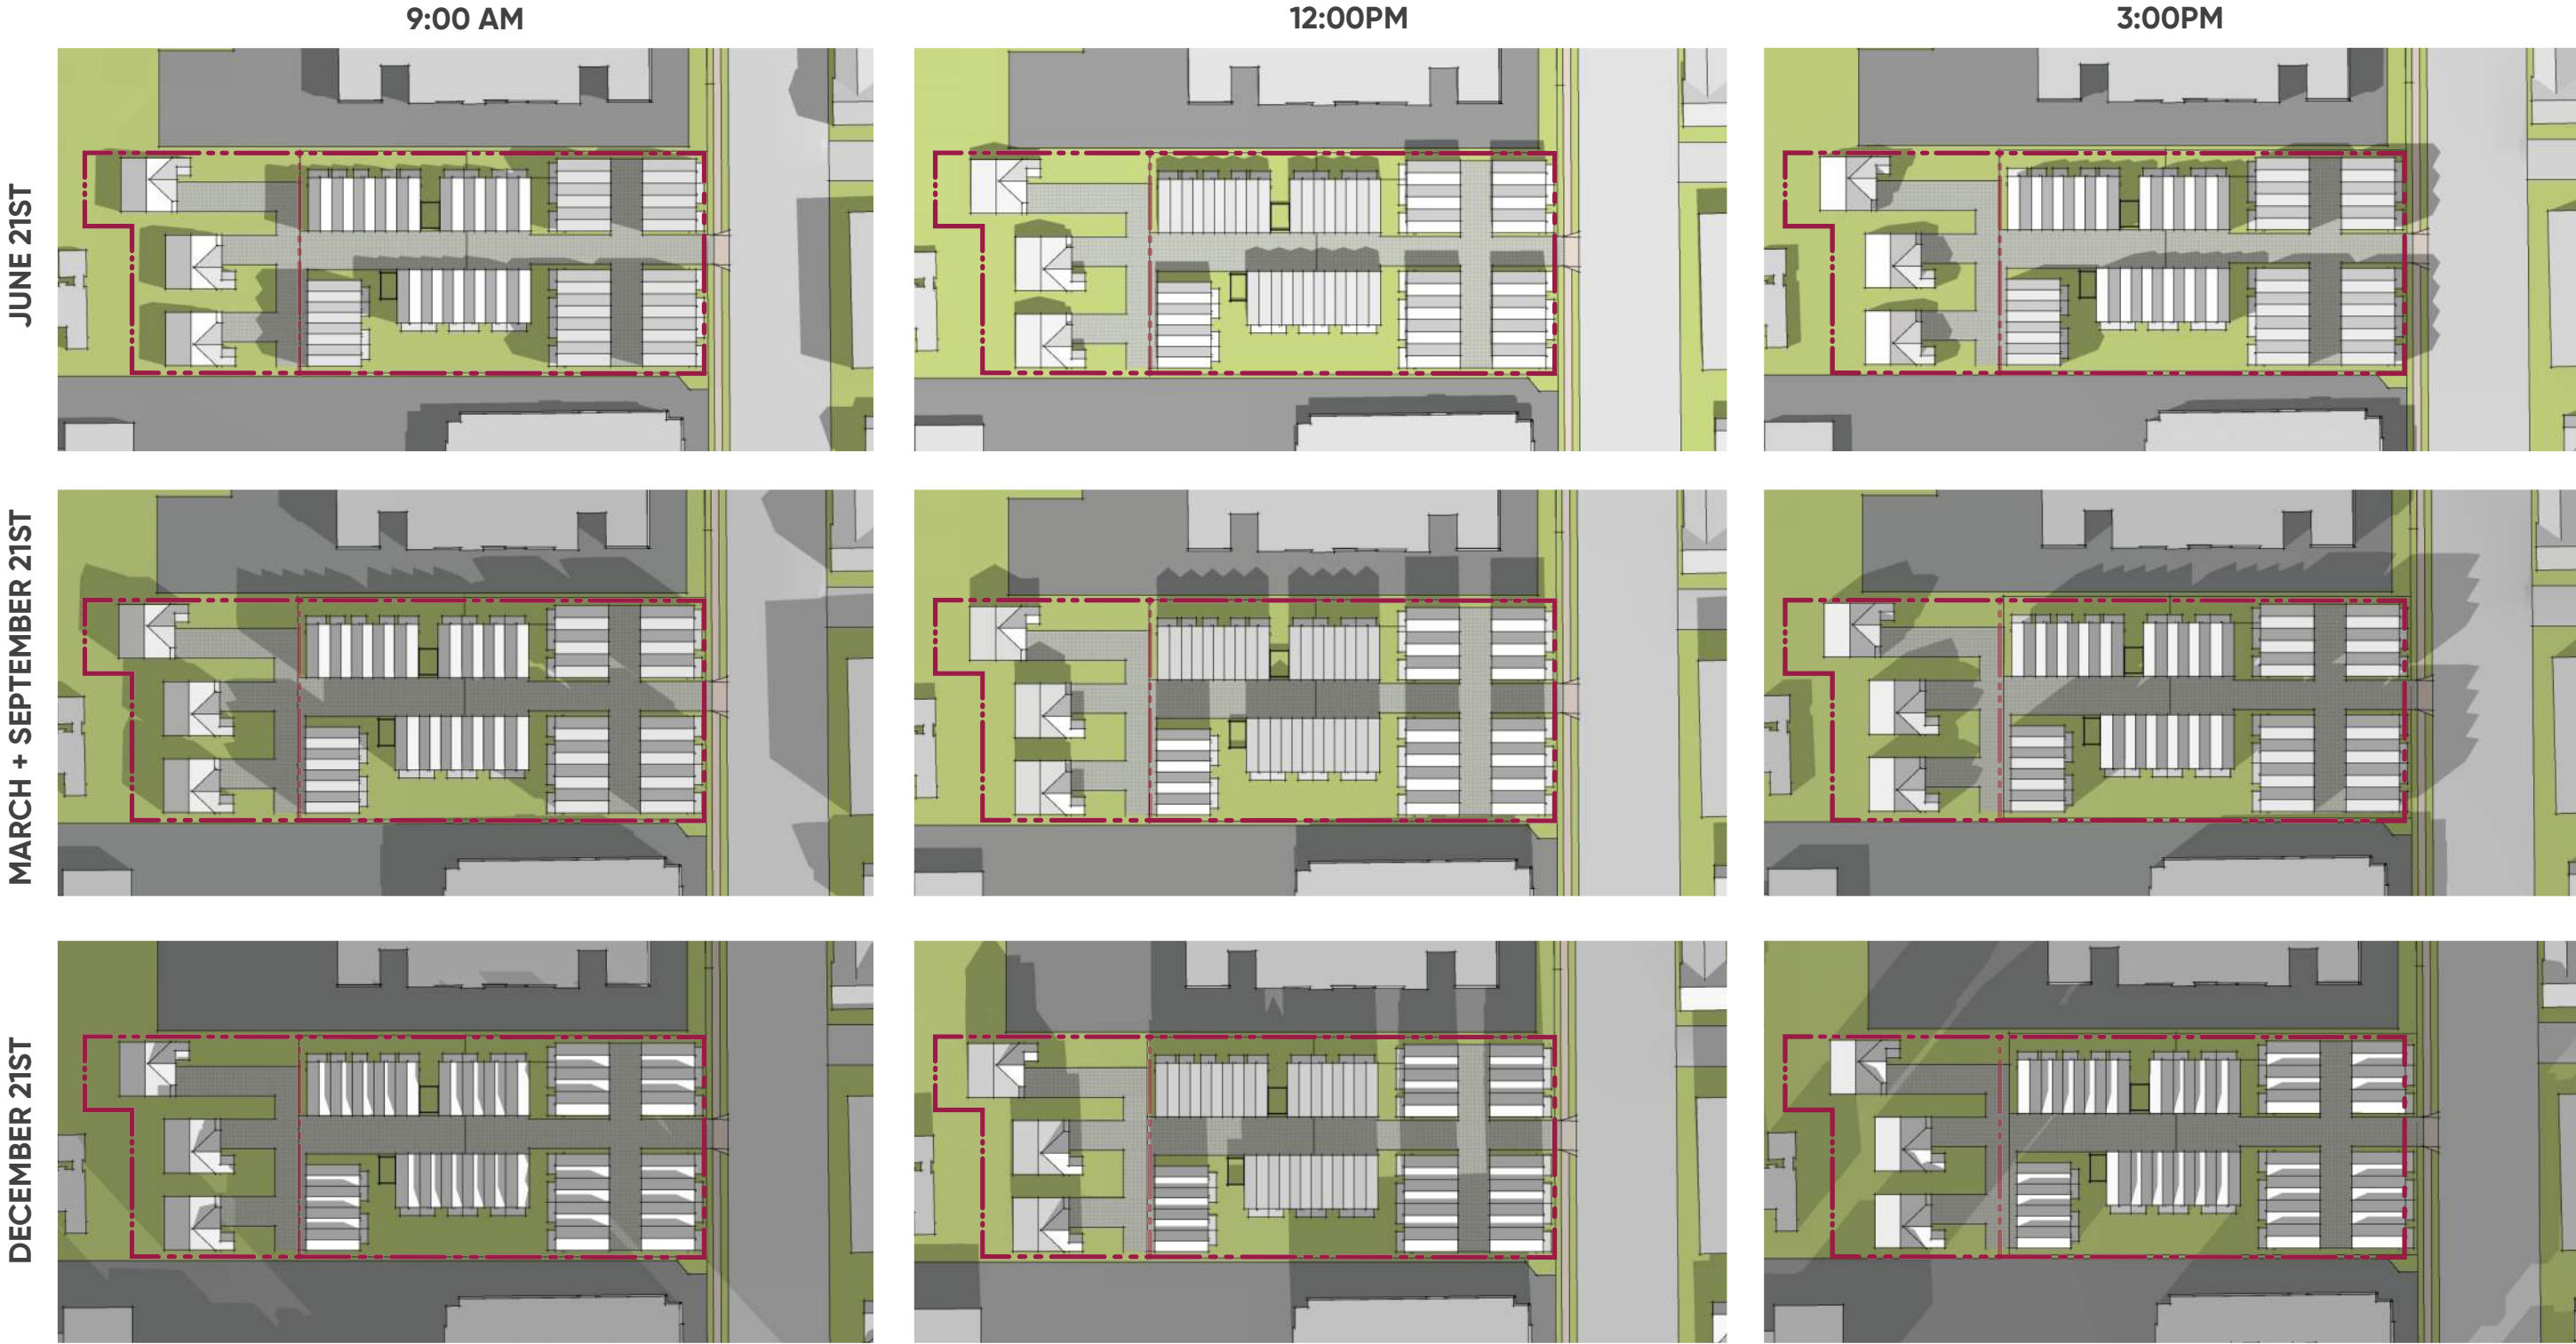 9:00 AM
12:00PM
3:00PM
JUNE 21ST
MARCH + SEPTEMBER 21ST
DECEMBER 21ST